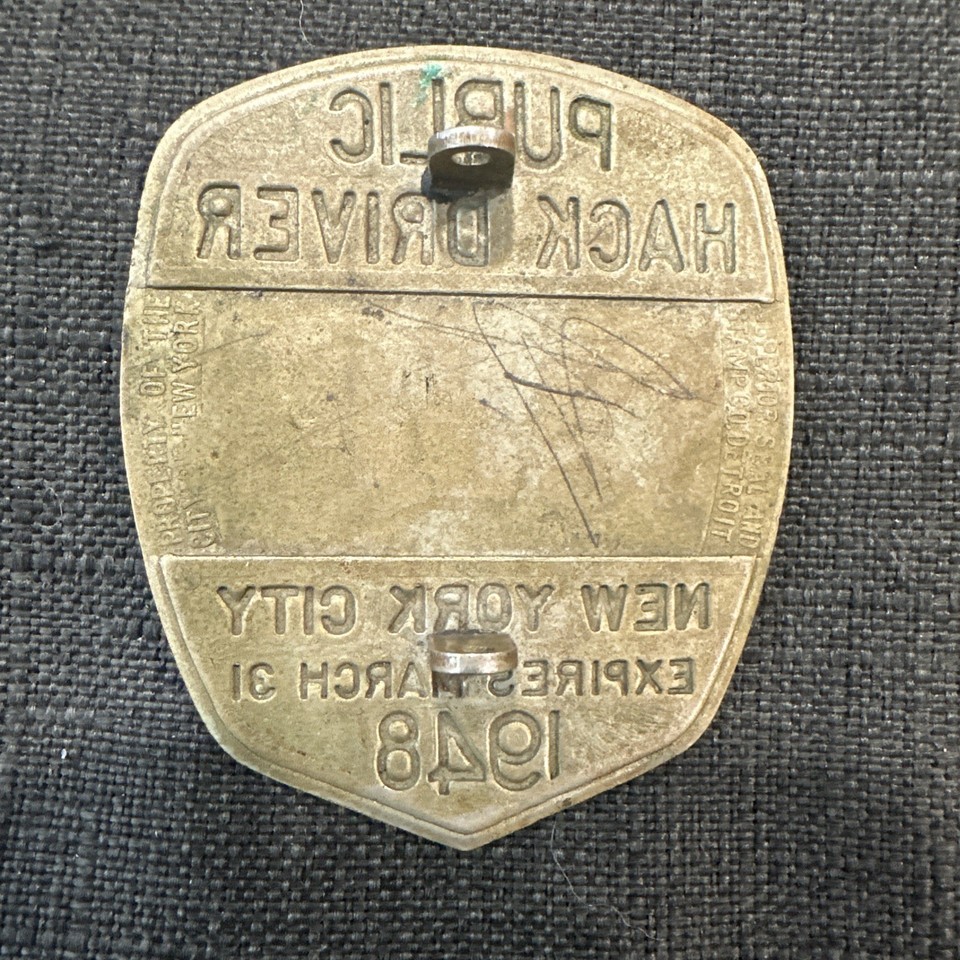 PUBLIC
HACK DRIVER
PROPERTY OF THE
CITY NEW YORK.
SEAL AND
STAMP CO. DETROIT
NEW YORK CITY
EXPIRES MARCH 31
1948